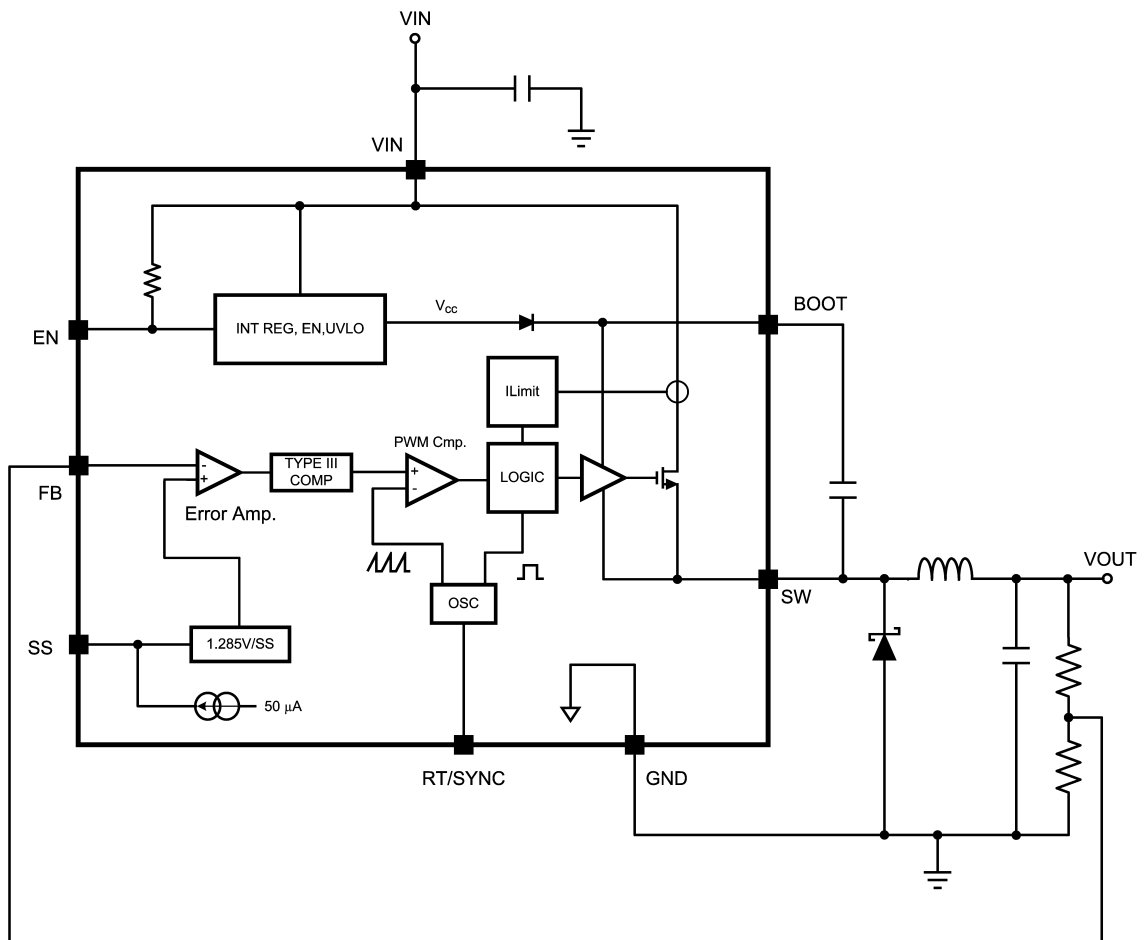 VIN
VIN
BOOT
V_CC
EN
INT REG, EN,UVLO
ILimit
PWM Cmp.
-
+
TYPE III
COMP
+
-
LOGIC
FB
Error Amp.
VOUT
OSC
SW
SS
1.285V/SS
50 µA
RT/SYNC
GND